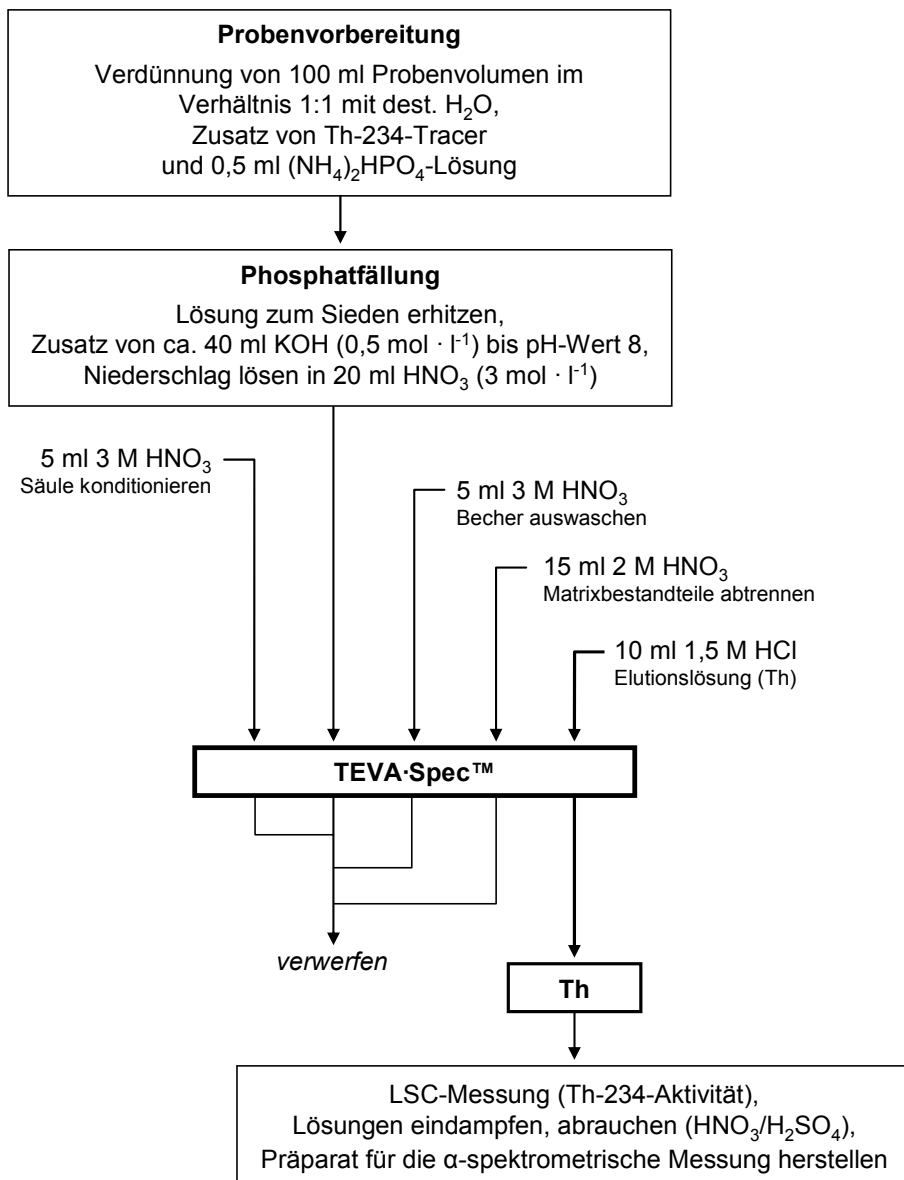 Probenvorbereitung
Verdünnung von 100 ml Probenvolumen im
Verhältnis 1:1 mit dest. H₂O,
Zusatz von Th-234-Tracer
und 0,5 ml (NH₄)₂HPO₄-Lösung
Phosphatfällung
Lösung zum Sieden erhitzen,
Zusatz von ca. 40 ml KOH (0,5 mol · l⁻¹) bis pH-Wert 8,
Niederschlag lösen in 20 ml HNO₃ (3 mol · l⁻¹)
5 ml 3 M HNO₃
Säule konditionieren
5 ml 3 M HNO₃
Becher auswaschen
15 ml 2 M HNO₃
Matrixbestandteile abtrennen
10 ml 1,5 M HCl
Elutionslösung (Th)
TEVA·Spec™
verwerfen
Th
LSC-Messung (Th-234-Aktivität),
Lösungen eindampfen, abrauchen (HNO₃/H₂SO₄),
Präparat für die α-spektrometrische Messung herstellen